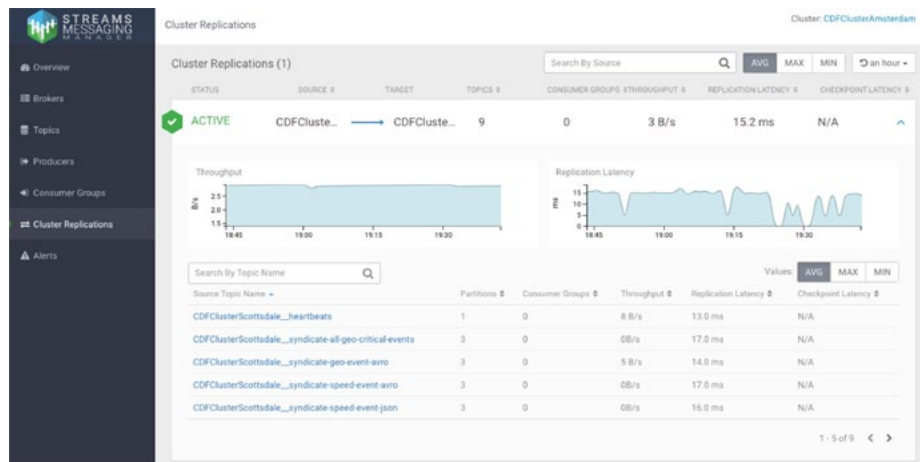 STREAMS
MESSAGING
MANAGER
Cluster Replications
Cluster: CDFClusterAmsterdam
Overview
Brokers
Topics
Producers
Consumer Groups
Cluster Replications
Alerts
Cluster Replications (1)
Search By Source
AVG MAX MIN
an hour
STATUS SOURCE TARGET TOPICS CONSUMER GROUPS THROUGHPUT REPLICATION LATENCY CHECKPOINT LATENCY
ACTIVE CDFCluste... CDFCluste... 9 0 3 B/s 15.2 ms N/A
Throughput
B/s
2.5
2.0
1.5
18:45 19:00 19:15 19:30
Replication Latency
ms
15
10
5
0
18:45 19:00 19:15 19:30
Search By Topic Name
Values: AVG MAX MIN
Source Topic Name Partitions Consumer Groups Throughput Replication Latency Checkpoint Latency
CDFClusterScottsdale__heartbeats 1 0 8 B/s 13.0 ms N/A
CDFClusterScottsdale__syndicate-all-geo-critical-events 3 0 0B/s 17.0 ms N/A
CDFClusterScottsdale__syndicate-geo-event-avro 3 0 5 B/s 14.0 ms N/A
CDFClusterScottsdale__syndicate-speed-event-avro 3 0 0B/s 17.0 ms N/A
CDFClusterScottsdale__syndicate-speed-event-json 3 0 0B/s 16.0 ms N/A
1 - 5 of 9